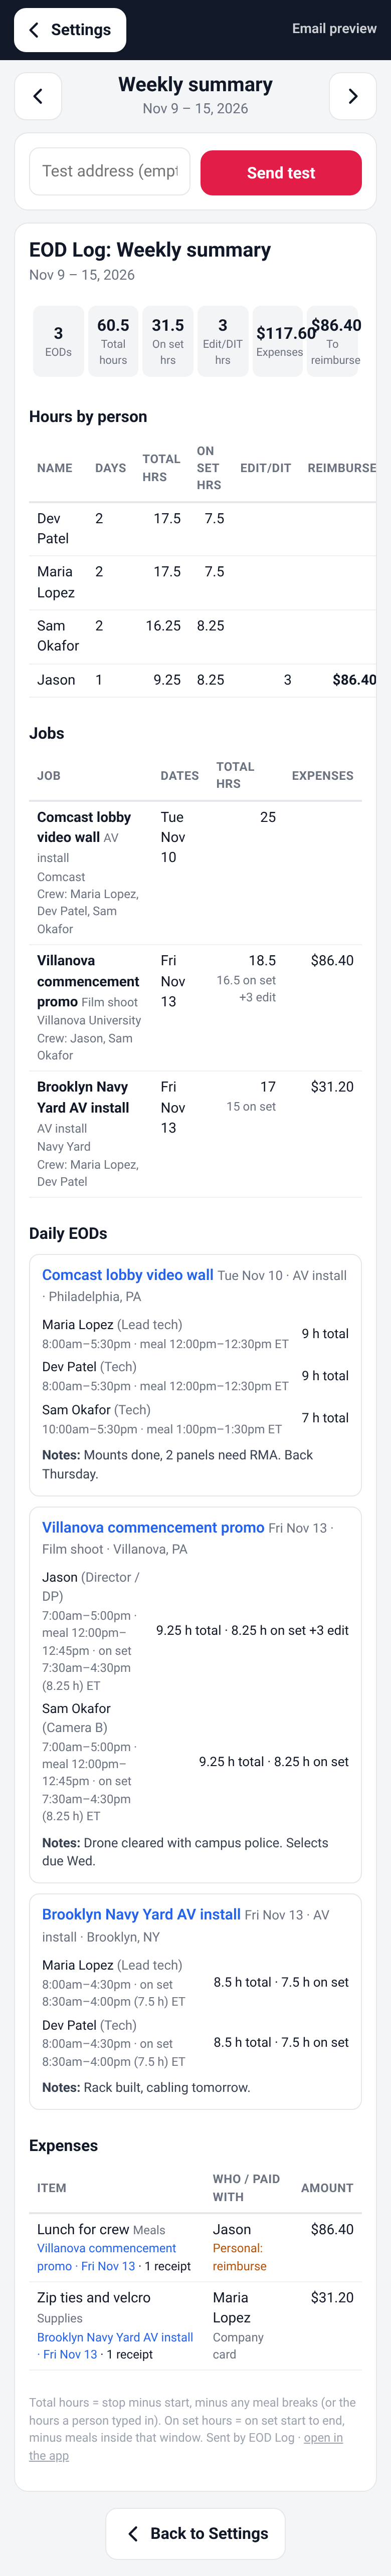 Settings
Email preview
Weekly summary
Nov 9 – 15, 2026
Test address (empt
Send test
EOD Log: Weekly summary
Nov 9 – 15, 2026
3
EODs
60.5
Total
hours
31.5
On set
hrs
3
Edit/DIT
hrs
$117.60
Expenses
$86.40
To
reimburse
Hours by person
NAME DAYS TOTAL HRS ON SET HRS EDIT/DIT REIMBURSE
Dev Patel 2 17.5 7.5
Maria Lopez 2 17.5 7.5
Sam Okafor 2 16.25 8.25
Jason 1 9.25 8.25 3 $86.40
Jobs
JOB DATES TOTAL HRS EXPENSES
Comcast lobby
video wall AV
install
Comcast
Crew: Maria Lopez,
Dev Patel, Sam
Okafor
Tue
Nov
10
25
Villanova
commencement
promo Film shoot
Villanova University
Crew: Jason, Sam
Okafor
Fri
Nov
13
18.5
16.5 on set
+3 edit
$86.40
Brooklyn Navy
Yard AV install
AV install
Navy Yard
Crew: Maria Lopez,
Dev Patel
Fri
Nov
13
17
15 on set
$31.20
Daily EODs
Comcast lobby video wall Tue Nov 10 · AV install
· Philadelphia, PA
Maria Lopez (Lead tech)
8:00am–5:30pm · meal 12:00pm–12:30pm ET
9 h total
Dev Patel (Tech)
8:00am–5:30pm · meal 12:00pm–12:30pm ET
9 h total
Sam Okafor (Tech)
10:00am–5:30pm · meal 1:00pm–1:30pm ET
7 h total
Notes: Mounts done, 2 panels need RMA. Back
Thursday.
Villanova commencement promo Fri Nov 13 ·
Film shoot · Villanova, PA
Jason (Director /
DP)
7:00am–5:00pm ·
meal 12:00pm–
12:45pm · on set
7:30am–4:30pm
(8.25 h) ET
9.25 h total · 8.25 h on set +3 edit
Sam Okafor
(Camera B)
7:00am–5:00pm ·
meal 12:00pm–
12:45pm · on set
7:30am–4:30pm
(8.25 h) ET
9.25 h total · 8.25 h on set
Notes: Drone cleared with campus police. Selects
due Wed.
Brooklyn Navy Yard AV install Fri Nov 13 · AV
install · Brooklyn, NY
Maria Lopez (Lead tech)
8:00am–4:30pm · on set
8:30am–4:00pm (7.5 h) ET
8.5 h total · 7.5 h on set
Dev Patel (Tech)
8:00am–4:30pm · on set
8:30am–4:00pm (7.5 h) ET
8.5 h total · 7.5 h on set
Notes: Rack built, cabling tomorrow.
Expenses
ITEM WHO / PAID WITH AMOUNT
Lunch for crew Meals
Villanova commencement
promo · Fri Nov 13 · 1 receipt
Jason
Personal:
reimburse
$86.40
Zip ties and velcro
Supplies
Brooklyn Navy Yard AV install
· Fri Nov 13 · 1 receipt
Maria
Lopez
Company
card
$31.20
Total hours = stop minus start, minus any meal breaks (or the
hours a person typed in). On set hours = on set start to end,
minus meals inside that window. Sent by EOD Log · open in
the app
Back to Settings